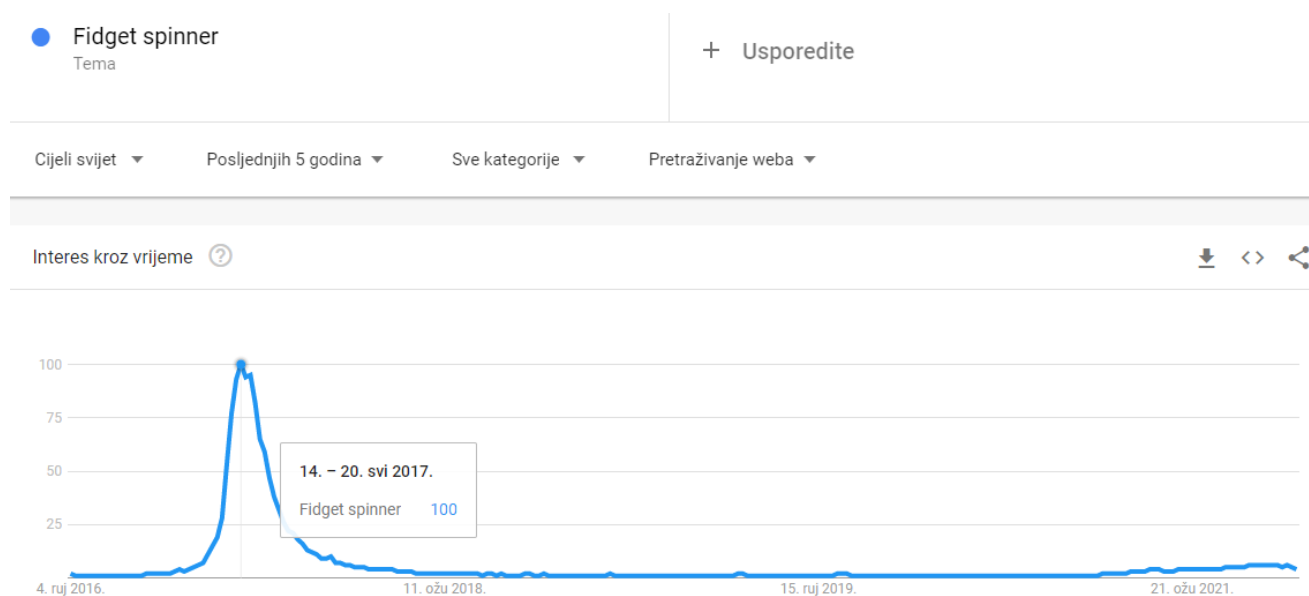 Fidget spinner
Tema
+ Usporedite
Cijeli svijet
Posljednjih 5 godina
Sve kategorije
Pretraživanje weba
Interes kroz vrijeme ?
100
75
50
25
14. – 20. svi 2017.
Fidget spinner 100
4. ruj 2016.
11. ožu 2018.
15. ruj 2019.
21. ožu 2021.